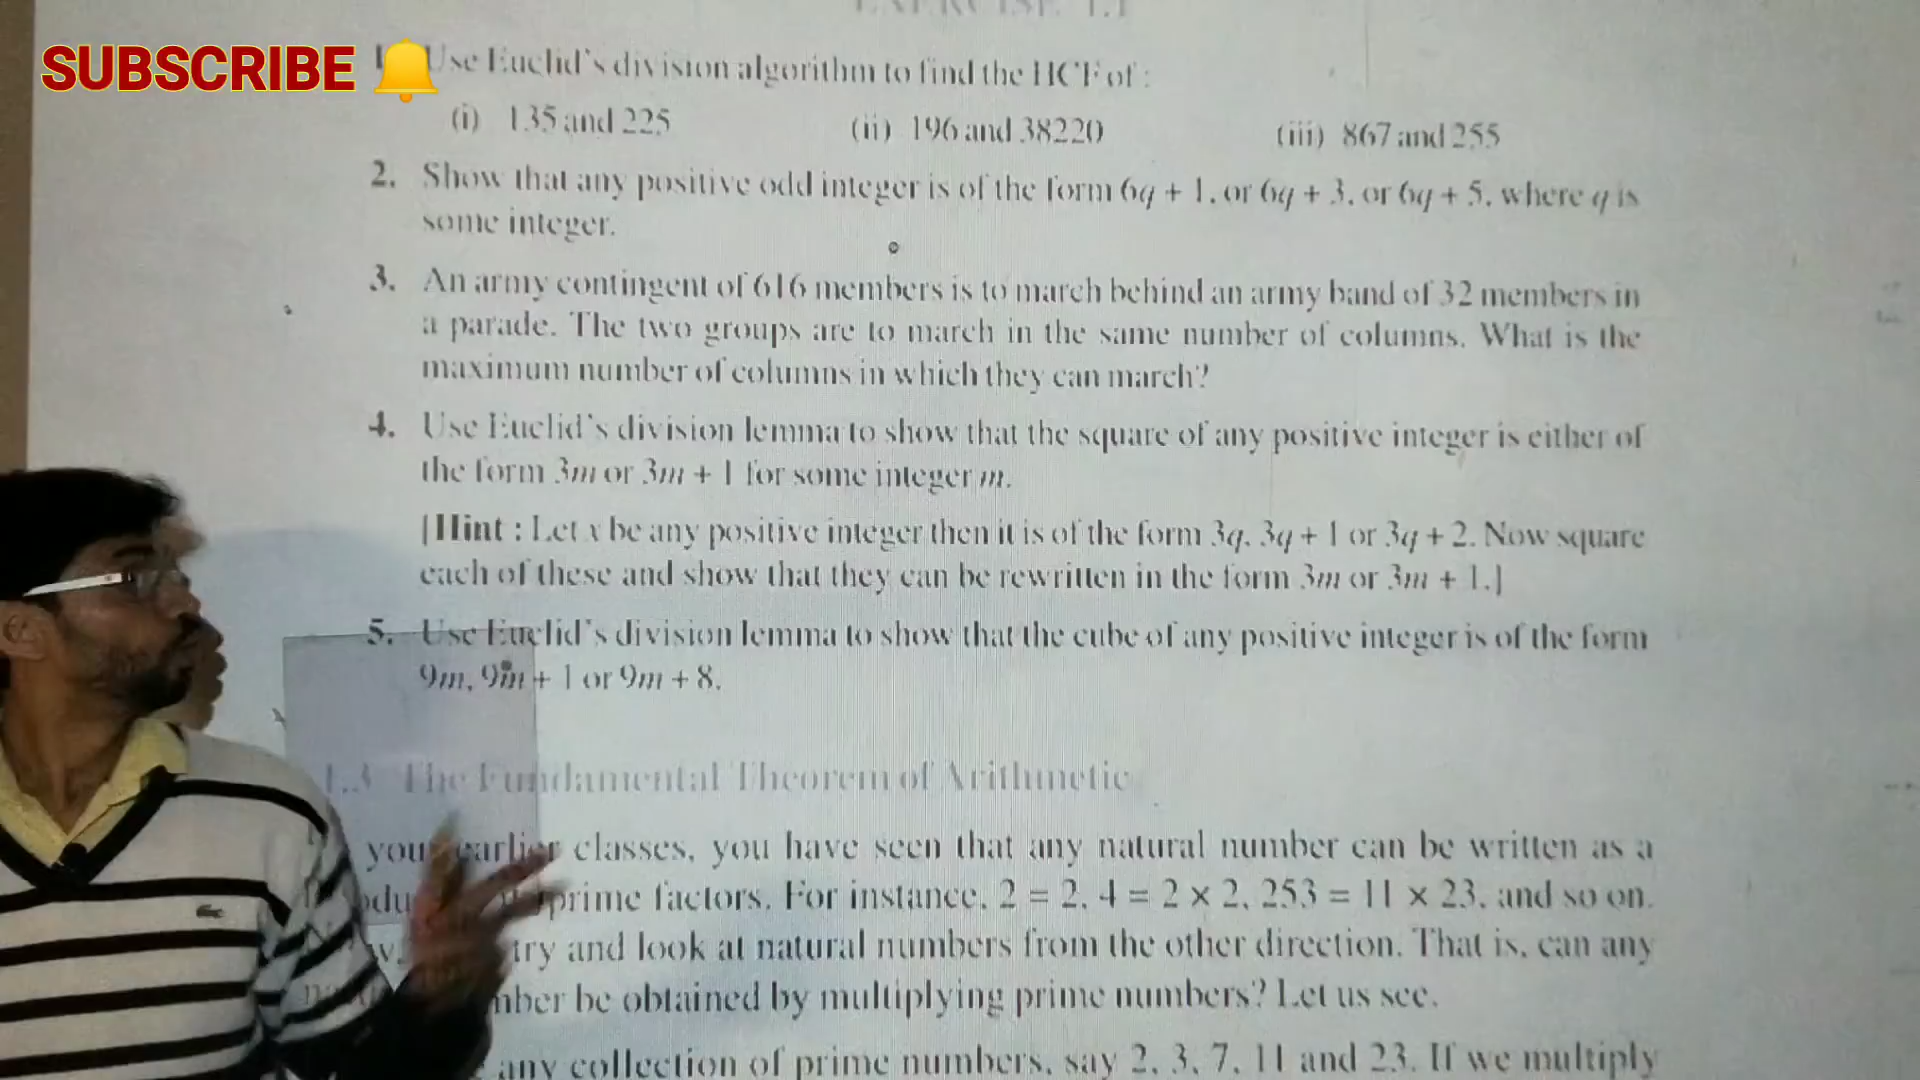 EXERCISE 1.1
SUBSCRIBE
1. Use Euclid's division algorithm to find the HCF of :
(i) 135 and 225 (ii) 196 and 38220 (iii) 867 and 255
2. Show that any positive odd integer is of the form 6q + 1, or 6q + 3, or 6q + 5, where q is
some integer.
3. An army contingent of 616 members is to march behind an army band of 32 members in
a parade. The two groups are to march in the same number of columns. What is the
maximum number of columns in which they can march?
4. Use Euclid's division lemma to show that the square of any positive integer is either of
the form 3m or 3m + 1 for some integer m.
[Hint : Let x be any positive integer then it is of the form 3q, 3q + 1 or 3q + 2. Now square
each of these and show that they can be rewritten in the form 3m or 3m + 1.]
5. Use Euclid's division lemma to show that the cube of any positive integer is of the form
9m, 9m + 1 or 9m + 8.
1.3 The Fundamental Theorem of Arithmetic
your earlier classes, you have seen that any natural number can be written as a
prime factors. For instance, 2 = 2, 4 = 2 × 2, 253 = 11 × 23, and so on.
try and look at natural numbers from the other direction. That is, can any
be obtained by multiplying prime numbers? Let us see.
any collection of prime numbers, say 2, 3, 7, 11 and 23. If we multiply